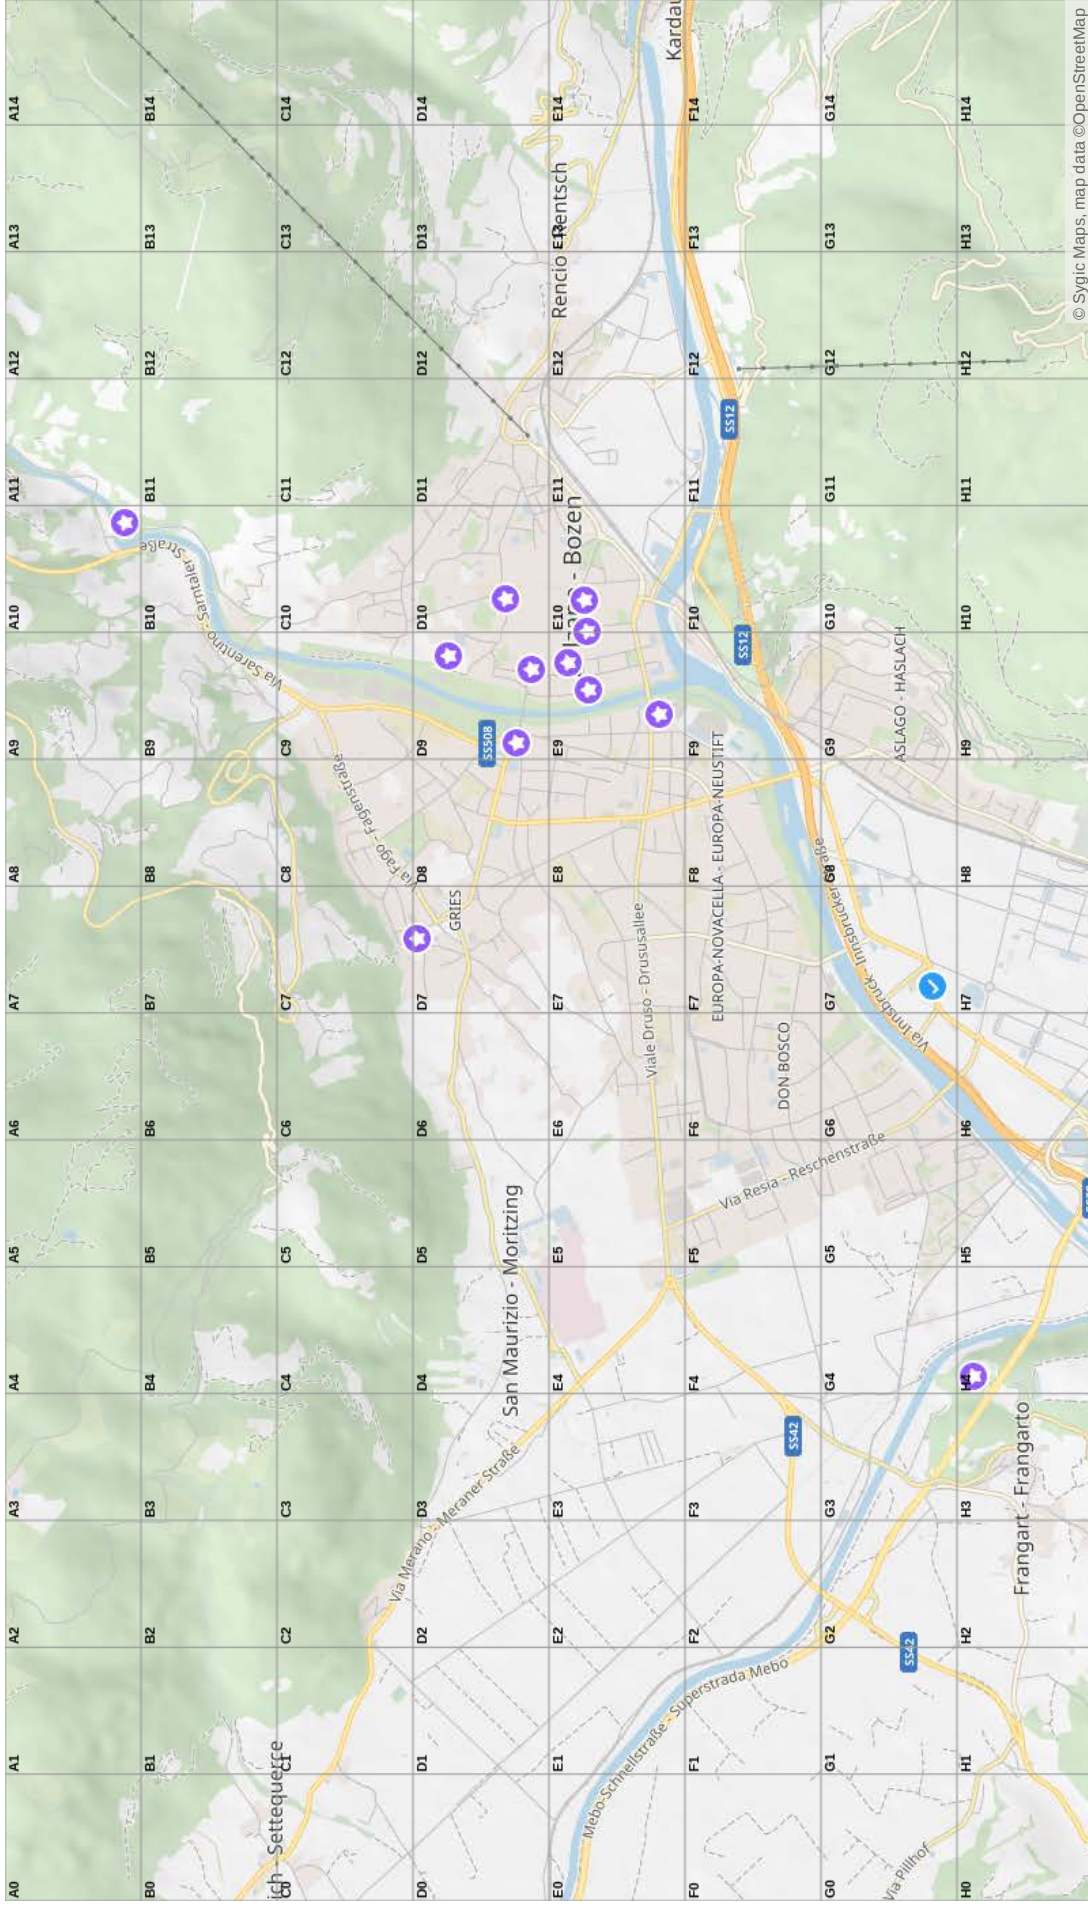 A0 A1 A2 A3 A4 A5 A6 A7 A8 A9 A10 A11 A12 A13 A14
B0 B1 B2 B3 B4 B5 B6 B7 B8 B9 B10 B11 B12 B13 B14
Via Sarentino - Sarntaler Straße
ich - Settequerce
C0 C1 C2 C3 C4 C5 C6 C7 C8 C9 C10 C11 C12 C13 C14
Via Fago - Fagenstraße
Via Merano - Meraner Straße
D0 D1 D2 D3 D4 D5 D6 D7 D8 D9 D10 D11 D12 D13 D14
GRIES
SS508
San Maurizio - Moritzing
E0 E1 E2 E3 E4 E5 E6 E7 E8 E9 E10 E11 E12 E13 E14
- Bozen
Rencio - Rentsch
Mebo-Schnellstraße - Superstrada Mebo
Viale Druso - Drususallee
Kardau
F0 F1 F2 F3 F4 F5 F6 F7 F8 F9 F10 F11 F12 F13 F14
EUROPA-NOVACELLA - EUROPA-NEUSTIFT
SS12
SS12
DON BOSCO
Via Resia - Reschenstraße
SS42
G0 G1 G2 G3 G4 G5 G6 G7 G8 G9 G10 G11 G12 G13 G14
Via Innsbruck - Innsbrucker Straße
ASLAGO - HASLACH
SS42
Via Pillhof
H0 H1 H2 H3 H4 H5 H6 H7 H8 H9 H10 H11 H12 H13 H14
Frangart - Frangarto
© Sygic Maps, map data ©OpenStreetMap